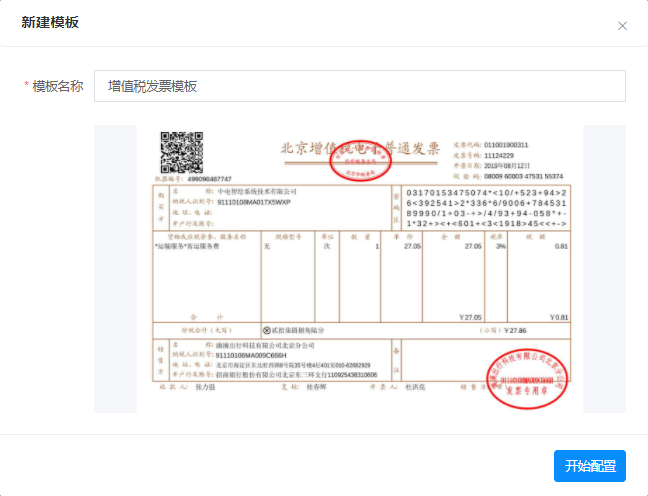 新建模板
* 模板名称
增值税发票模板
北京增值税电子普通发票
发票代码: 011001900311
发票号码: 11124229
开票日期: 2019年08月12日
校 验 码: 08009 60003 47531 55374
机器编号: 499098487747
购买方
名 称: 中电智绘系统技术有限公司
纳税人识别号: 91110108MA017X5WXP
地 址、电 话:
开户行及账号:
密码区
03170153475074*<10/+523+94>2
6<392541>2*336*6/9006+784531
89990/1+03-+>/4/93+94-058*+-
1*32+><+<601+<3<1918>45<<+->
货物或应税劳务、服务名称 规格型号 单位 数 量 单 价 金 额 税率 税 额
*运输服务*客运服务费 无 次 1 27.05 27.05 3% 0.81
合 计 ￥27.05 ￥0.81
价税合计（大写） ⊗贰拾柒圆捌角陆分 （小写）￥27.86
销售方
名 称: 滴滴出行科技有限公司北京分公司
纳税人识别号: 91110108MA009C666H
地 址、电 话: 北京市海淀区东北旺西路8号院35号楼4层401室010-62682929
开户行及账号: 招商银行股份有限公司北京东三环支行110925436310606
备注
收 款 人: 张力强 复 核: 桂春晖 开 票 人: 杜洪亮 销 售 方
91110108MA009C666H
发票专用章
开始配置